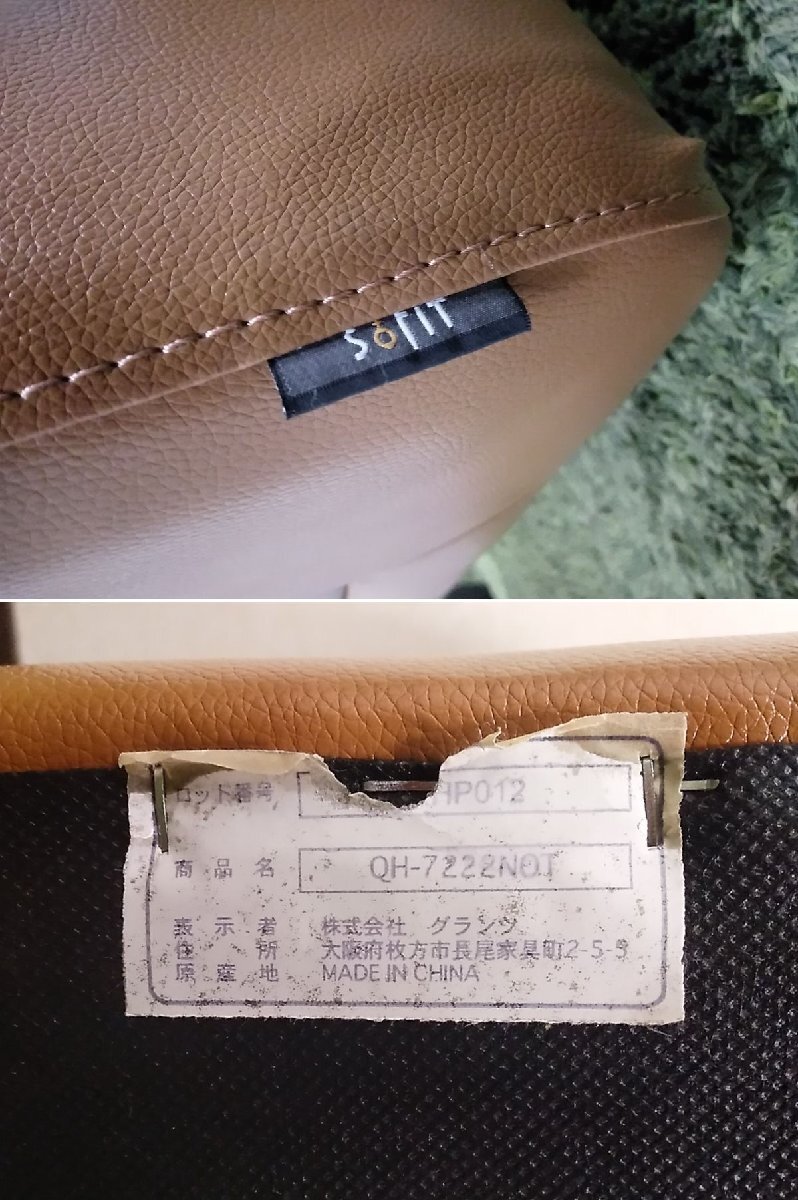 SOFIT
ロット番号 HP012
商品名 QH-7222NOT
表示者 株式会社 グランツ
住所 大阪府枚方市長尾家具町2-5-5
原産地 MADE IN CHINA